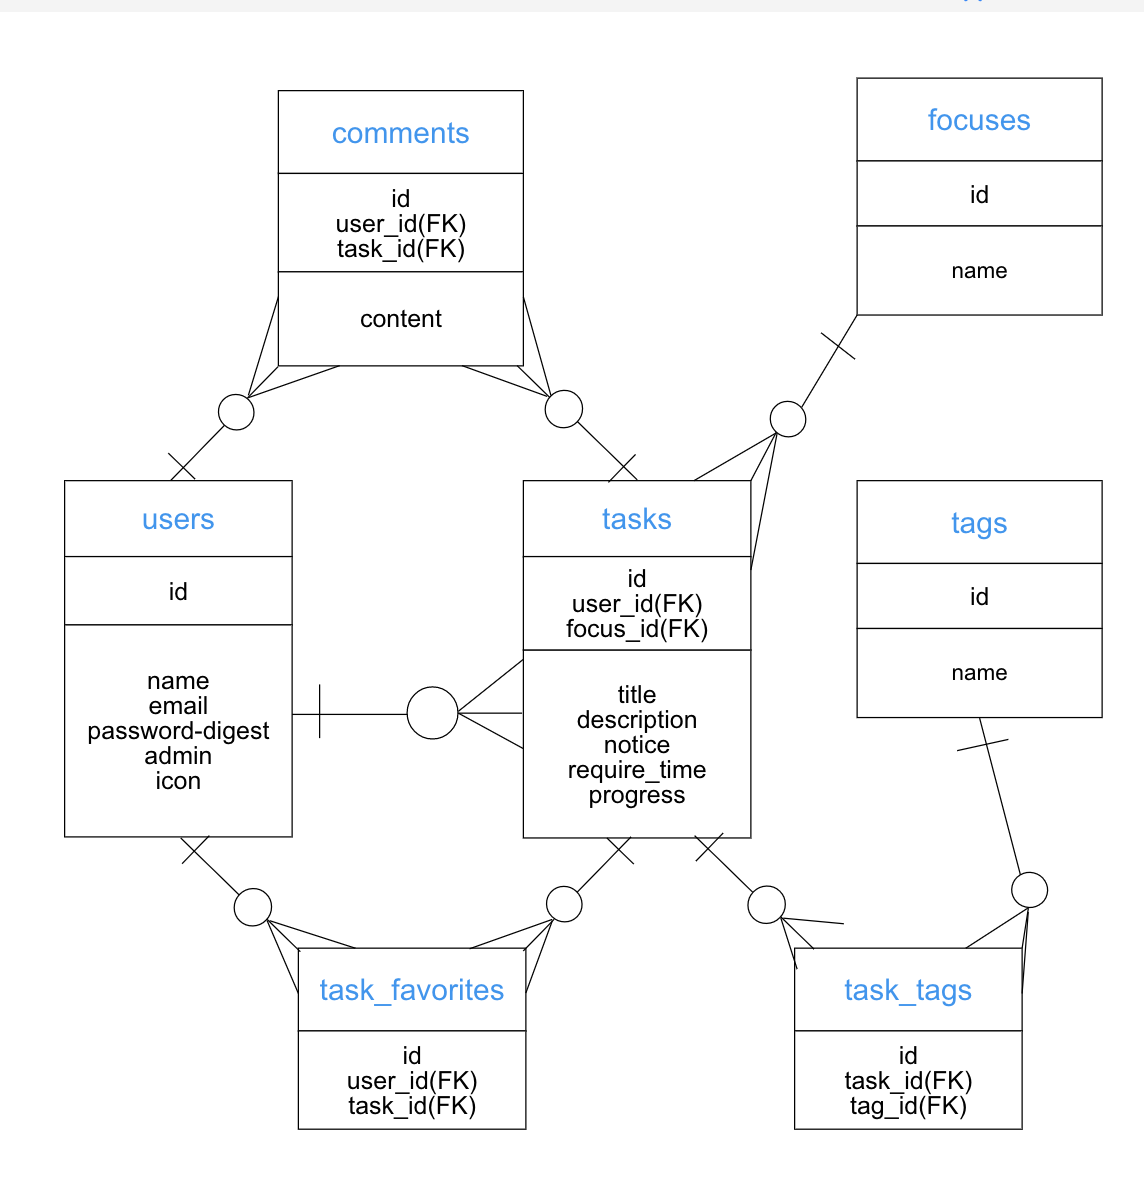 comments
id
user_id(FK)
task_id(FK)
content
focuses
id
name
users
id
name
email
password-digest
admin
icon
tasks
id
user_id(FK)
focus_id(FK)
title
description
notice
require_time
progress
tags
id
name
task_favorites
id
user_id(FK)
task_id(FK)
task_tags
id
task_id(FK)
tag_id(FK)